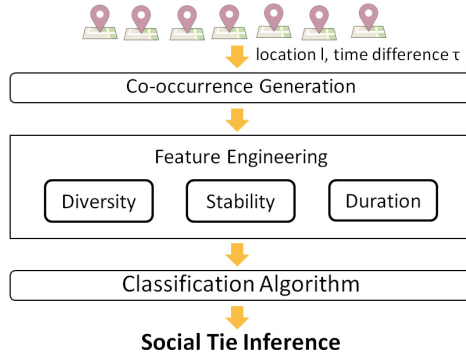 location l, time difference τ
Co-occurrence Generation
Feature Engineering
Diversity Stability Duration
Classification Algorithm
Social Tie Inference